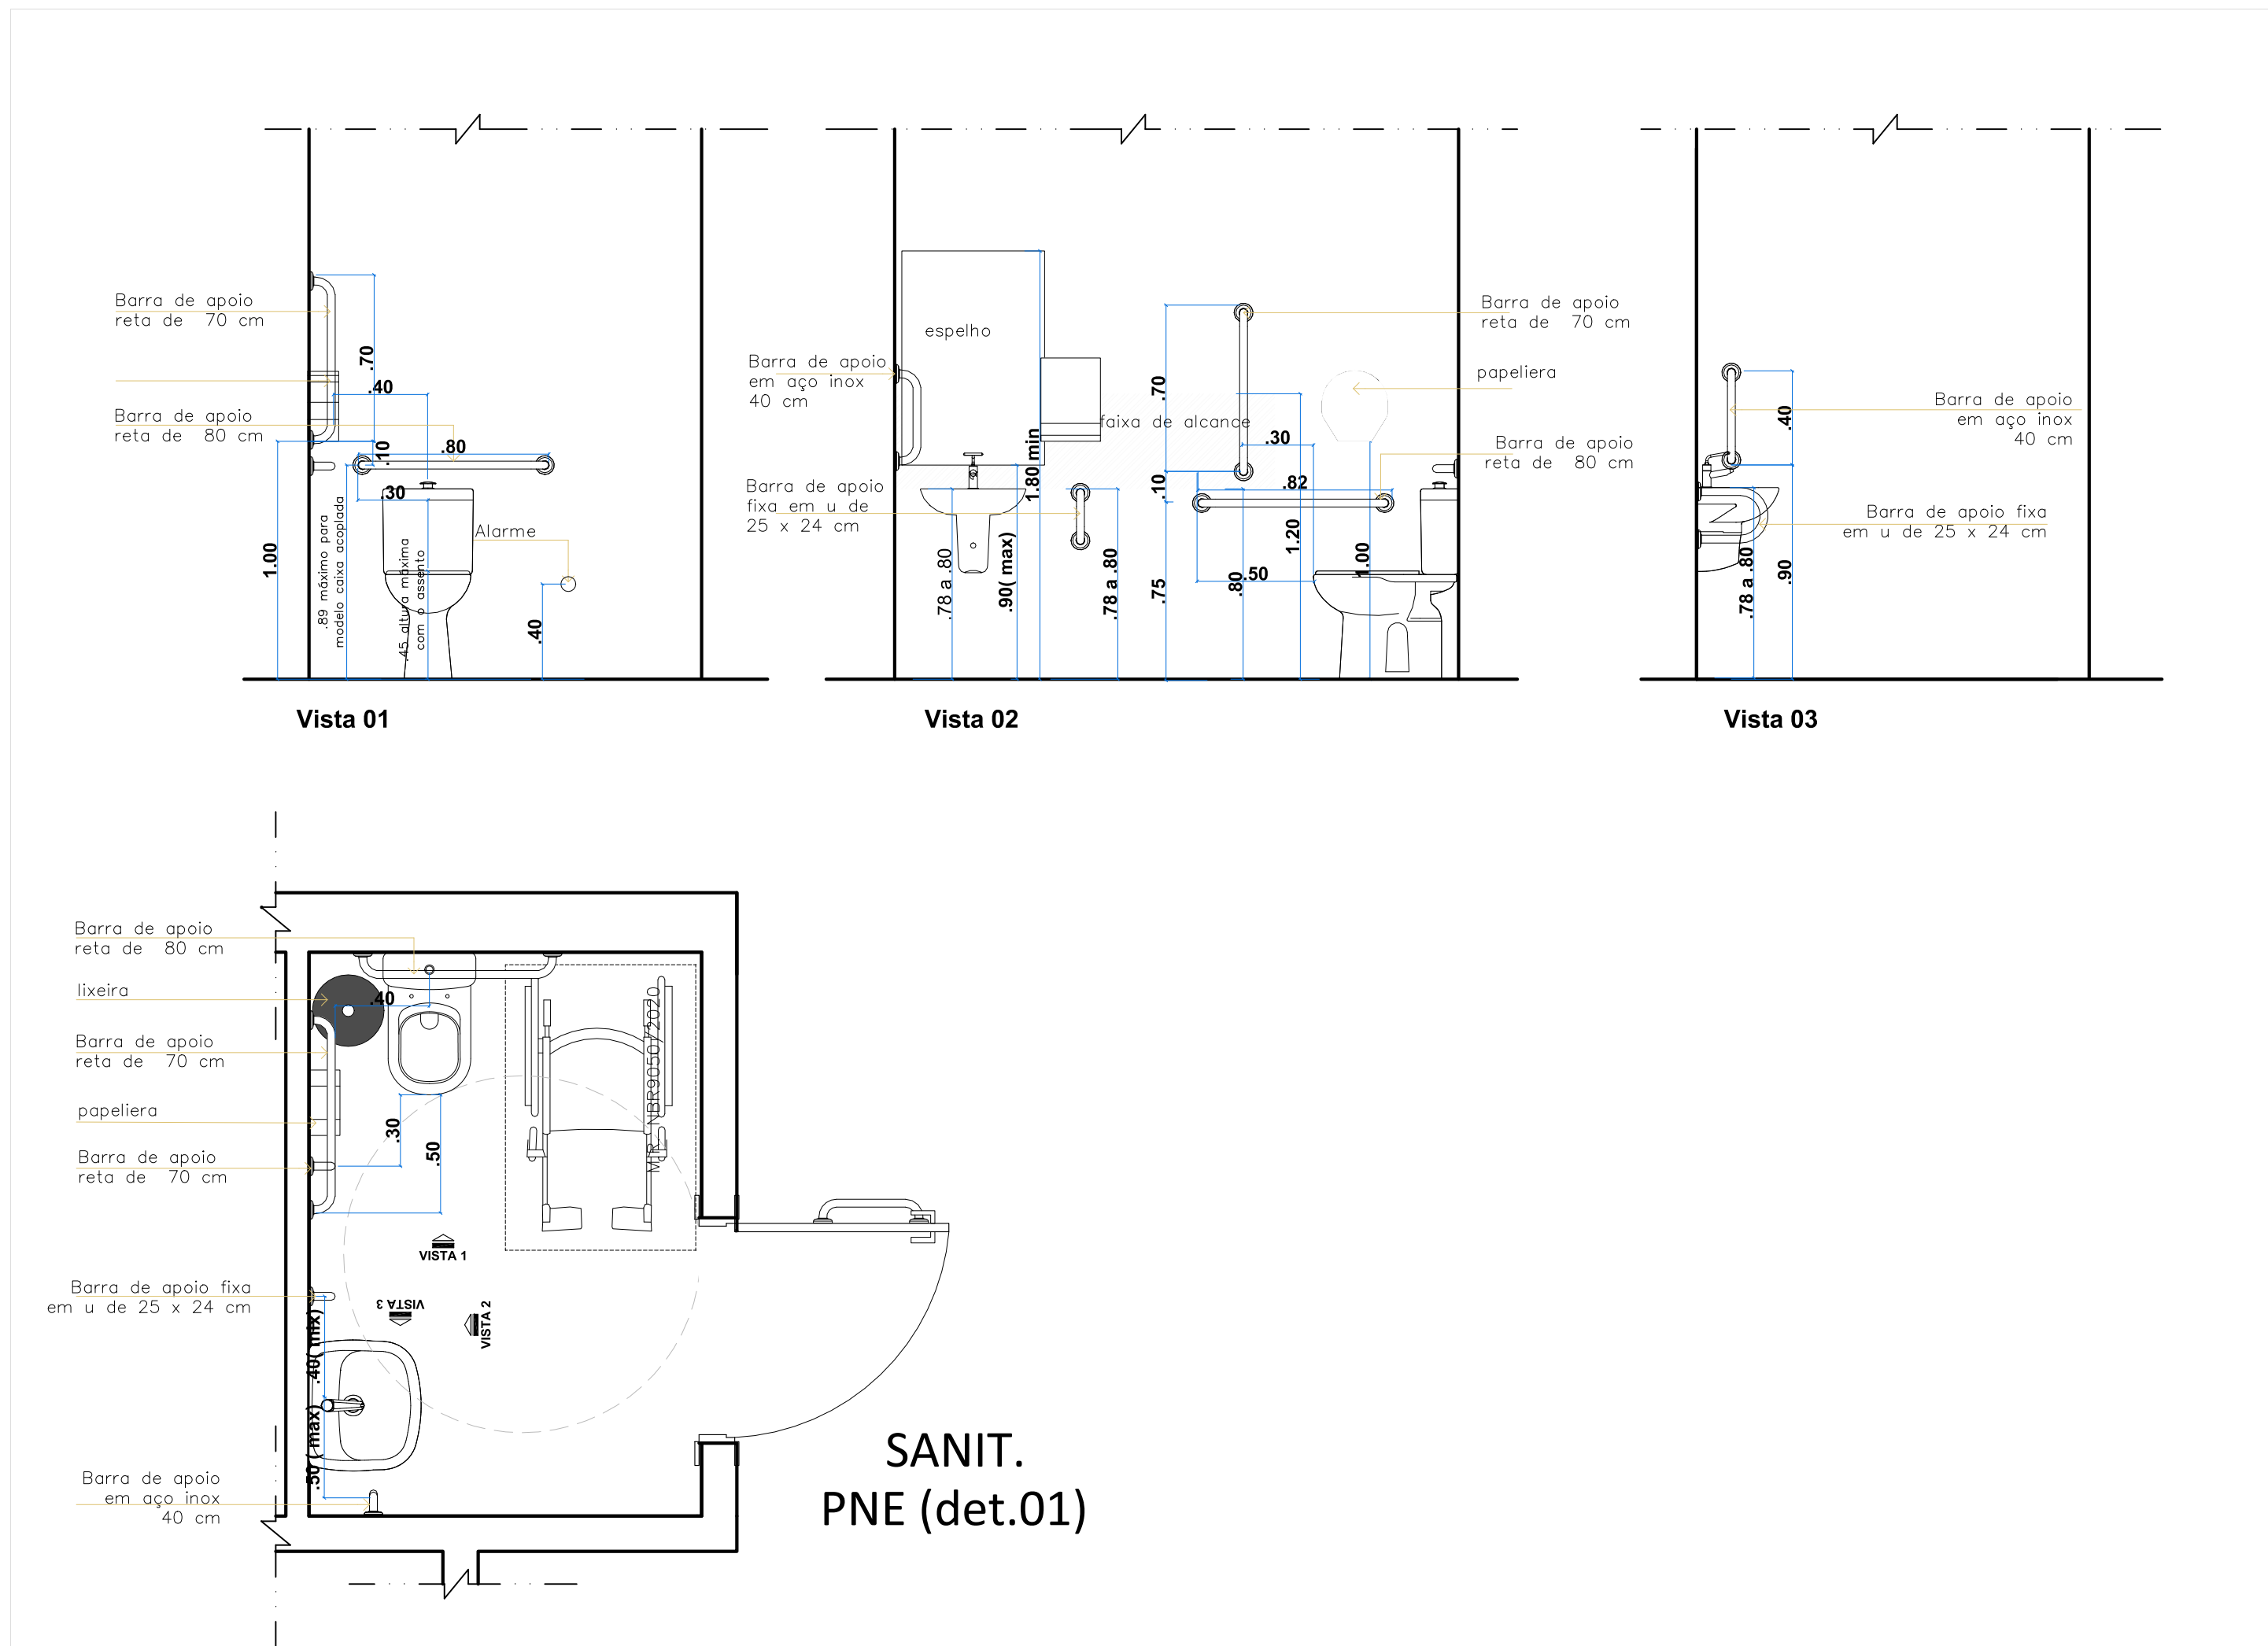 Barra de apoio
reta de 70 cm
Barra de apoio
reta de 80 cm
.70
.40
.10
.80
.30
1.00
.89 máximo para
modelo caixa acoplada
.45 altura máxima
com o assento
Alarme
.40
Vista 01
espelho
Barra de apoio
em aço inox
40 cm
Barra de apoio
fixa em u de
25 x 24 cm
1.80 min
faixa de alcance
.78 a .80
.90( max)
.78 a .80
.70
.10
.75
.30
.82
.80
.50
1.20
1.00
Barra de apoio
reta de 70 cm
papeliera
Barra de apoio
reta de 80 cm
Vista 02
Barra de apoio
em aço inox
40 cm
Barra de apoio fixa
em u de 25 x 24 cm
.40
.78 a .80
.90
Vista 03
Barra de apoio
reta de 80 cm
lixeira
Barra de apoio
reta de 70 cm
papeliera
Barra de apoio
reta de 70 cm
Barra de apoio fixa
em u de 25 x 24 cm
Barra de apoio
em aço inox
40 cm
.40
.30
.50
M.R. NBR9050/2020
VISTA 1
VISTA 3
VISTA 2
.40( mix)
.50 ( max)
SANIT.
PNE (det.01)